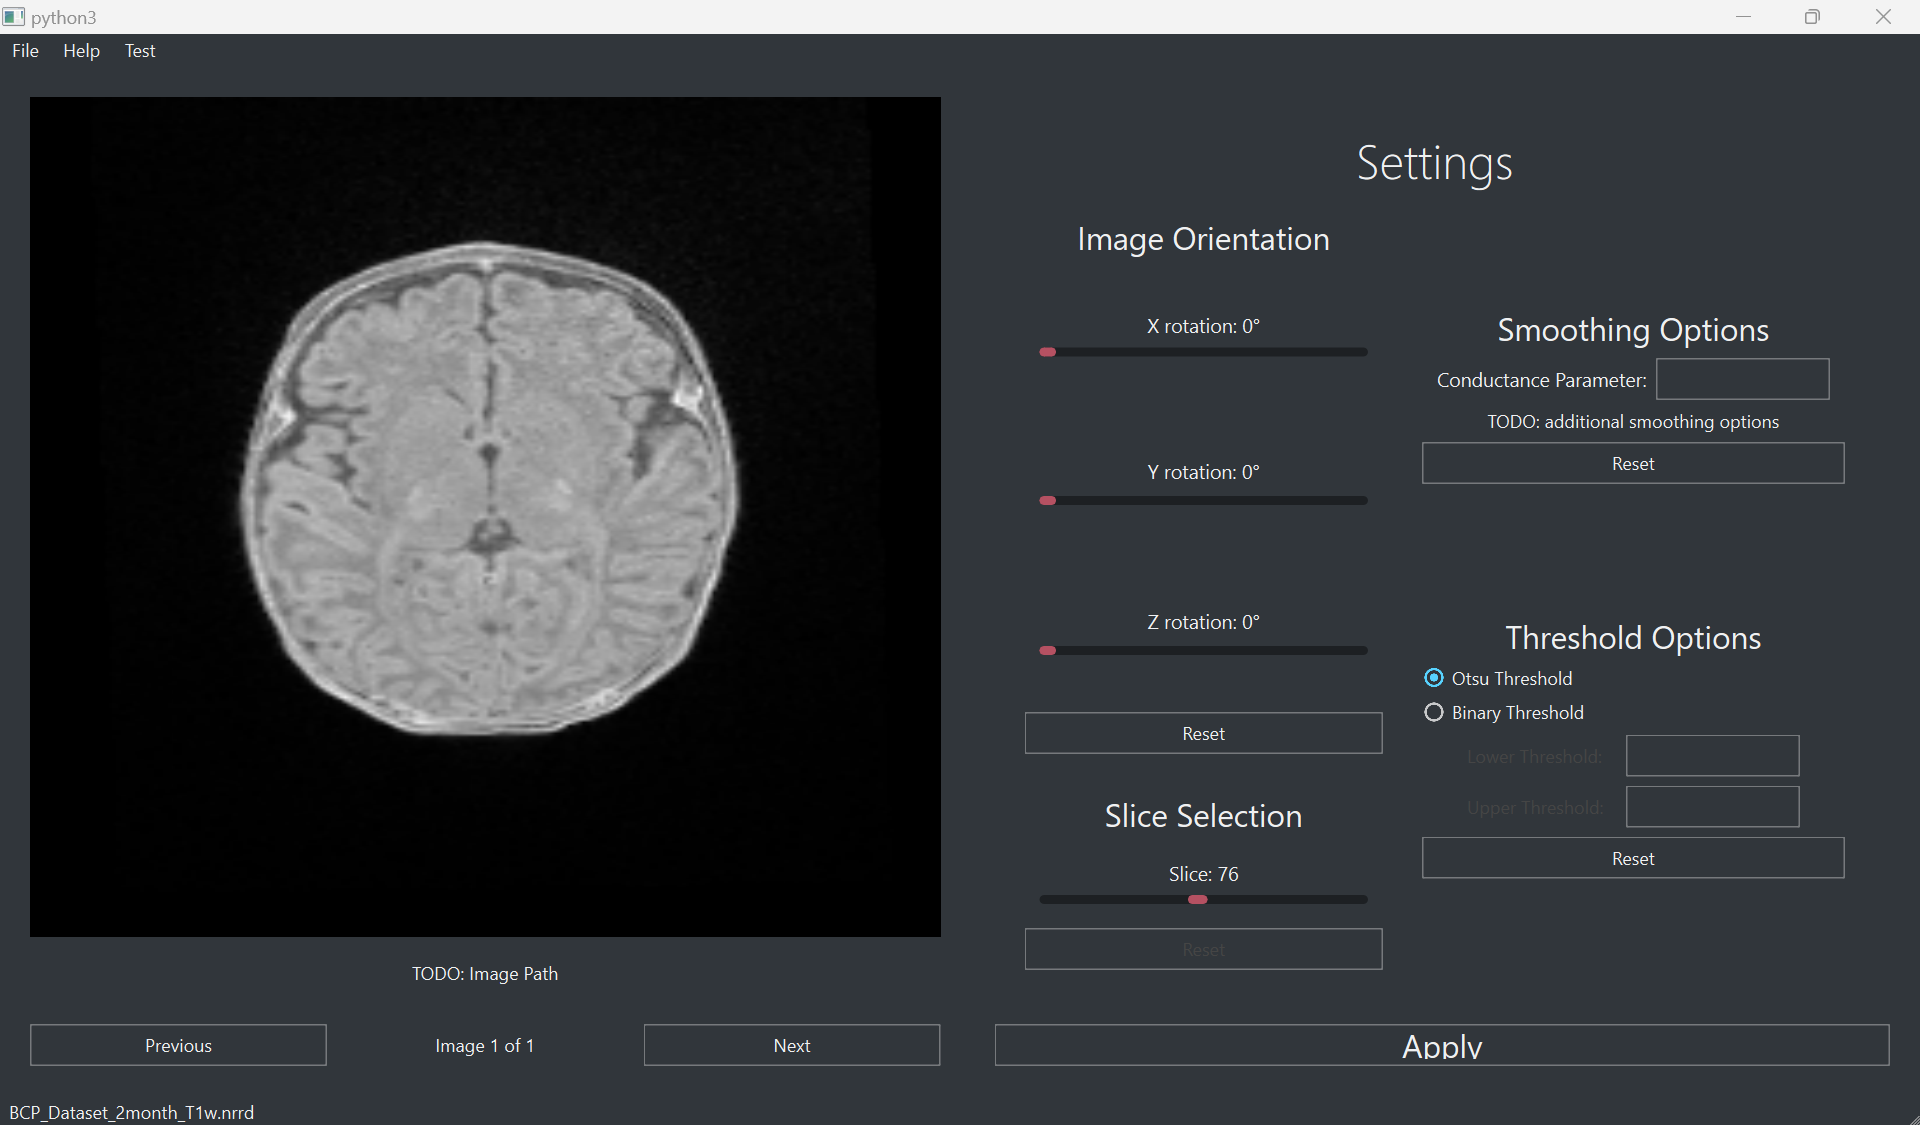 python3
File Help Test
Settings
Image Orientation
X rotation: 0°
Y rotation: 0°
Z rotation: 0°
Reset
Slice Selection
Slice: 76
Reset
Smoothing Options
Conductance Parameter:
TODO: additional smoothing options
Reset
Threshold Options
Otsu Threshold
Binary Threshold
Lower Threshold:
Upper Threshold:
Reset
TODO: Image Path
Previous
Image 1 of 1
Next
Apply
BCP_Dataset_2month_T1w.nrrd